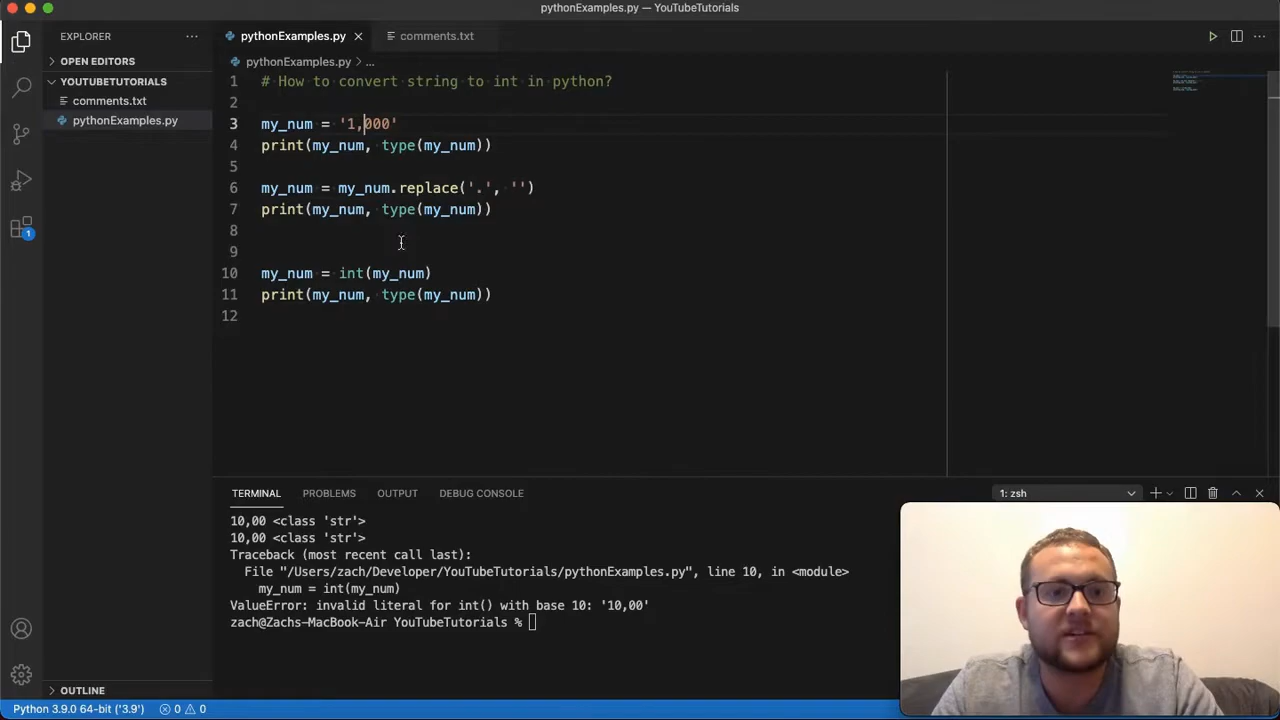 pythonExamples.py — YouTubeTutorials
EXPLORER
pythonExamples.py
comments.txt
OPEN EDITORS
pythonExamples.py > ...
YOUTUBETUTORIALS
comments.txt
pythonExamples.py
1 # How to convert string to int in python?
2
3 my_num = '1,000'
4 print(my_num, type(my_num))
5
6 my_num = my_num.replace('.', '')
7 print(my_num, type(my_num))
8
9
10 my_num = int(my_num)
11 print(my_num, type(my_num))
12
1
TERMINAL PROBLEMS OUTPUT DEBUG CONSOLE 1: zsh
10,00 <class 'str'>
10,00 <class 'str'>
Traceback (most recent call last):
File "/Users/zach/Developer/YouTubeTutorials/pythonExamples.py", line 10, in <module>
my_num = int(my_num)
ValueError: invalid literal for int() with base 10: '10,00'
zach@Zachs-MacBook-Air YouTubeTutorials %
OUTLINE
Python 3.9.0 64-bit ('3.9') 0 0